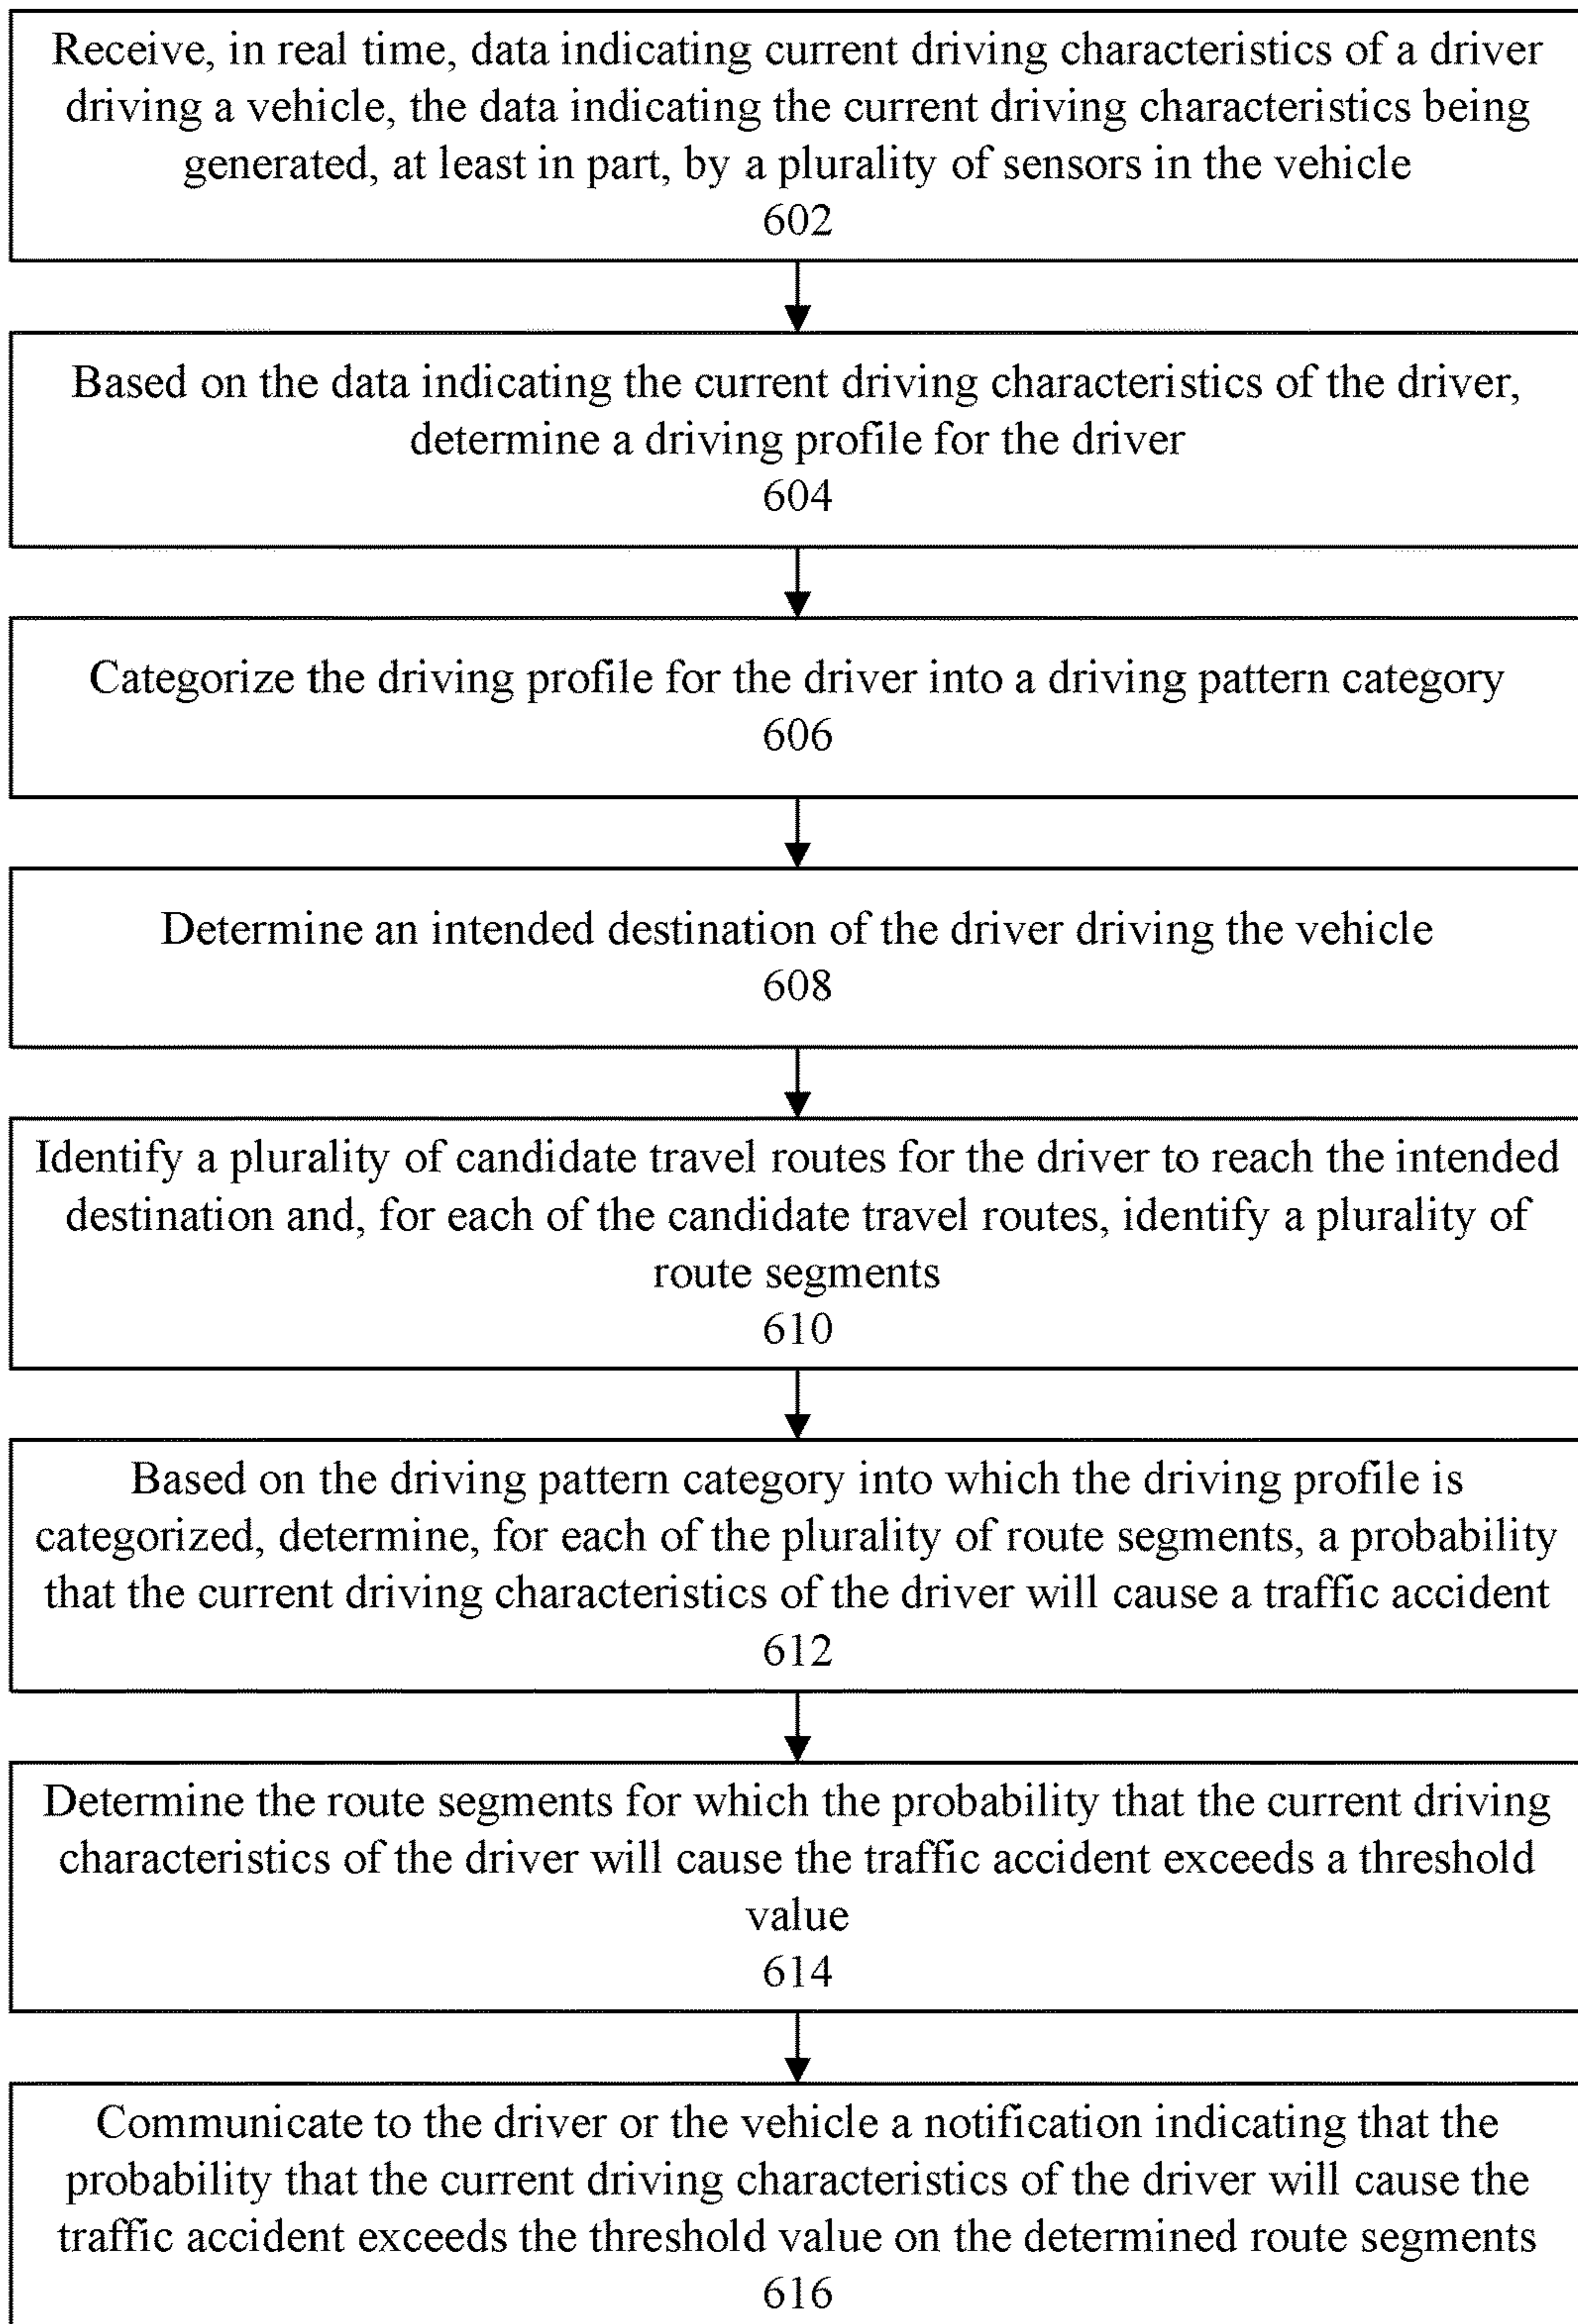 Receive, in real time, data indicating current driving characteristics of a driver
driving a vehicle, the data indicating the current driving characteristics being
generated, at least in part, by a plurality of sensors in the vehicle
602
Based on the data indicating the current driving characteristics of the driver,
determine a driving profile for the driver
604
Categorize the driving profile for the driver into a driving pattern category
606
Determine an intended destination of the driver driving the vehicle
608
Identify a plurality of candidate travel routes for the driver to reach the intended
destination and, for each of the candidate travel routes, identify a plurality of
route segments
610
Based on the driving pattern category into which the driving profile is
categorized, determine, for each of the plurality of route segments, a probability
that the current driving characteristics of the driver will cause a traffic accident
612
Determine the route segments for which the probability that the current driving
characteristics of the driver will cause the traffic accident exceeds a threshold
value
614
Communicate to the driver or the vehicle a notification indicating that the
probability that the current driving characteristics of the driver will cause the
traffic accident exceeds the threshold value on the determined route segments
616